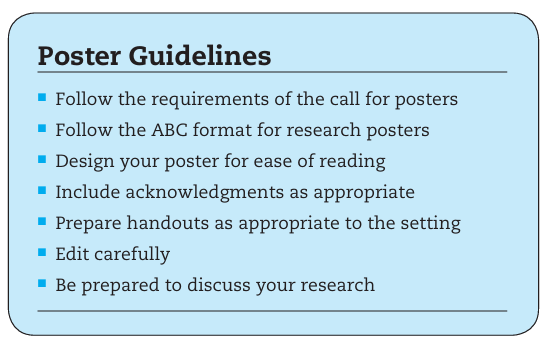 Poster Guidelines
■ Follow the requirements of the call for posters
■ Follow the ABC format for research posters
■ Design your poster for ease of reading
■ Include acknowledgments as appropriate
■ Prepare handouts as appropriate to the setting
■ Edit carefully
■ Be prepared to discuss your research